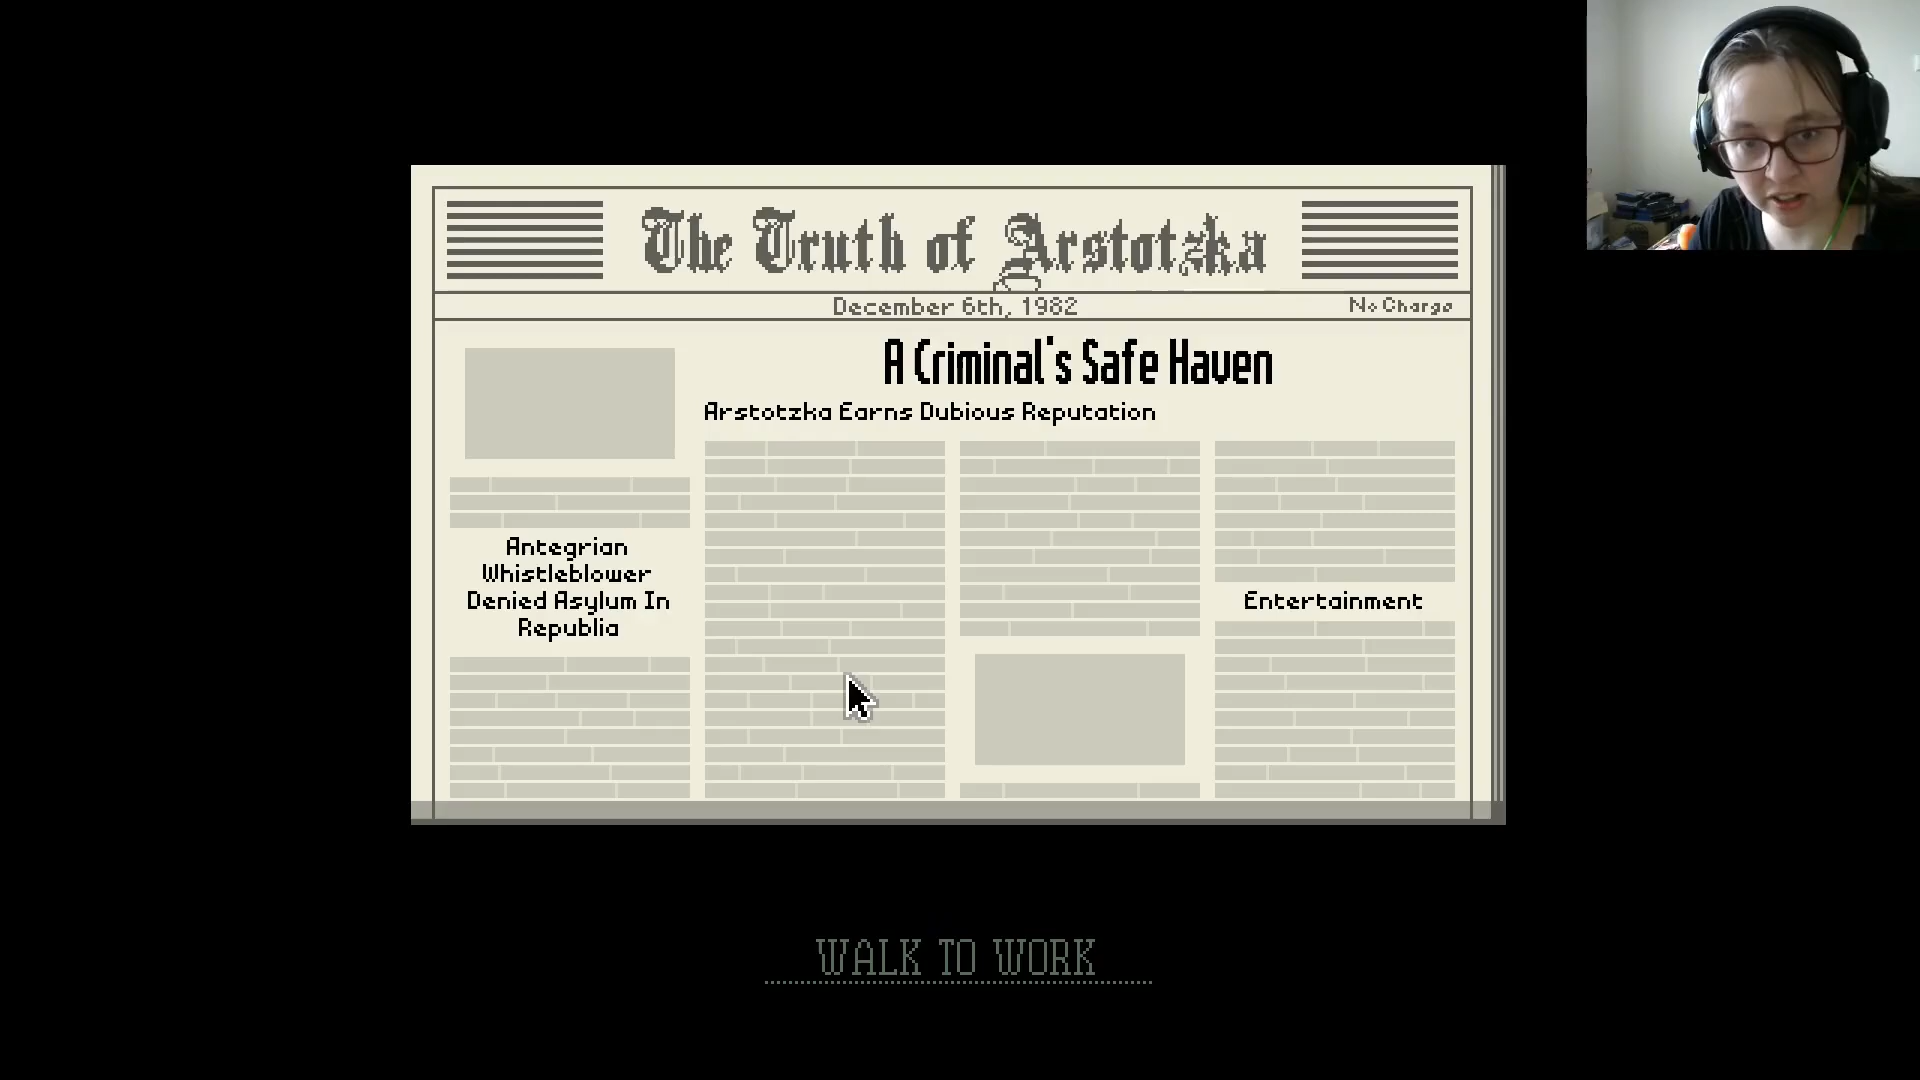 The Truth of Arstotzka
December 6th, 1982
No Charge
A Criminal's Safe Haven
Arstotzka Earns Dubious Reputation
Antegrian
Whistleblower
Denied Asylum In
Republia
Entertainment
WALK TO WORK